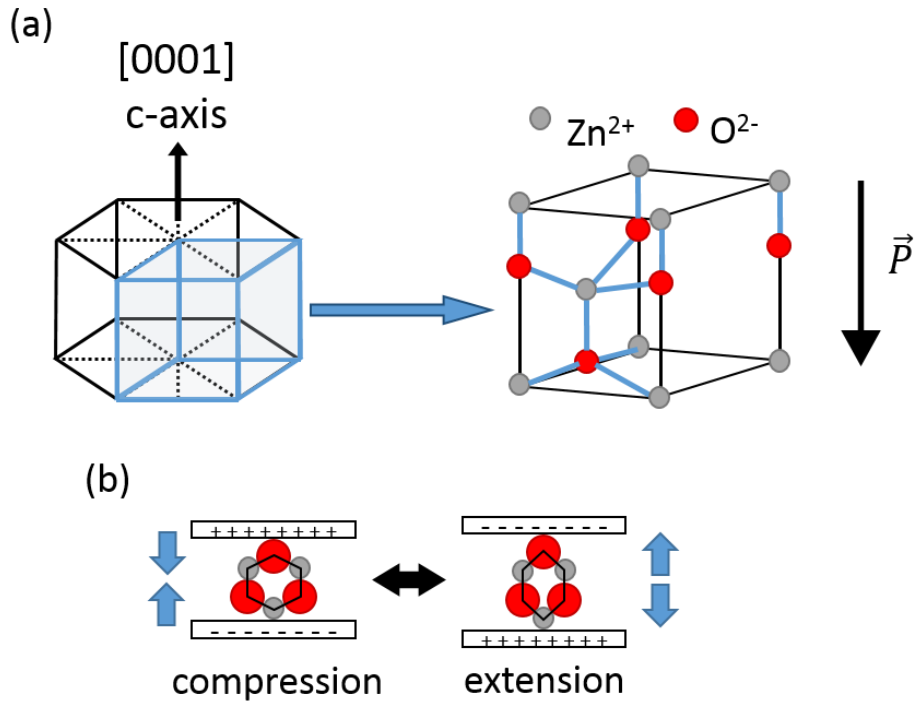 (a)
[0001]
c-axis
Zn²⁺ O²⁻
P⃗
(b)
+ + + + + + + +
- - - - - - - -
- - - - - - - -
+ + + + + + + +
compression
extension